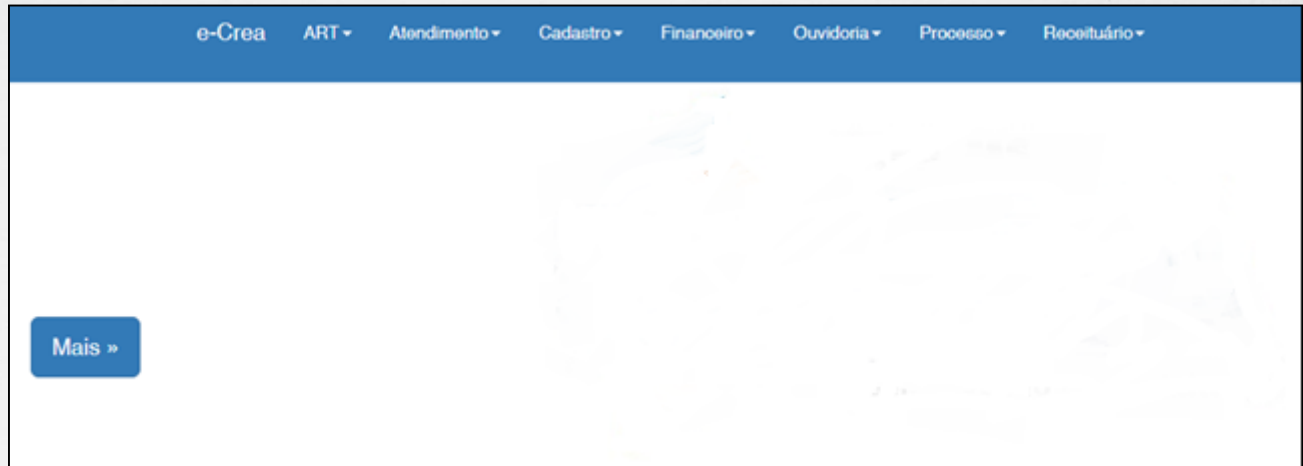 e-Crea ART Atendimento Cadastro Financeiro Ouvidoria Processo Receituário
Mais »